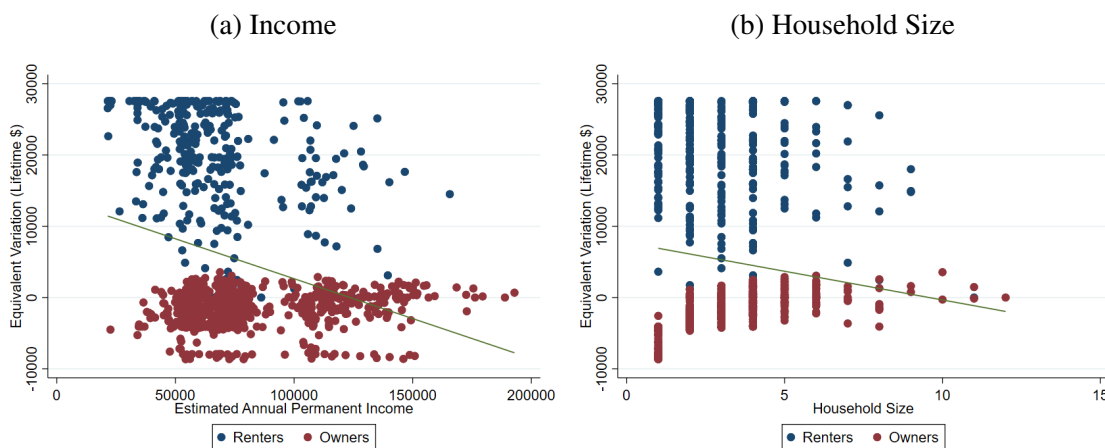 (a) Income
(b) Household Size
Equivalent Variation (Lifetime $)
30000
20000
10000
0
-10000
0
50000
100000
150000
200000
Estimated Annual Permanent Income
Renters
Owners
Equivalent Variation (Lifetime $)
30000
20000
10000
0
-10000
0
5
10
15
Household Size
Renters
Owners